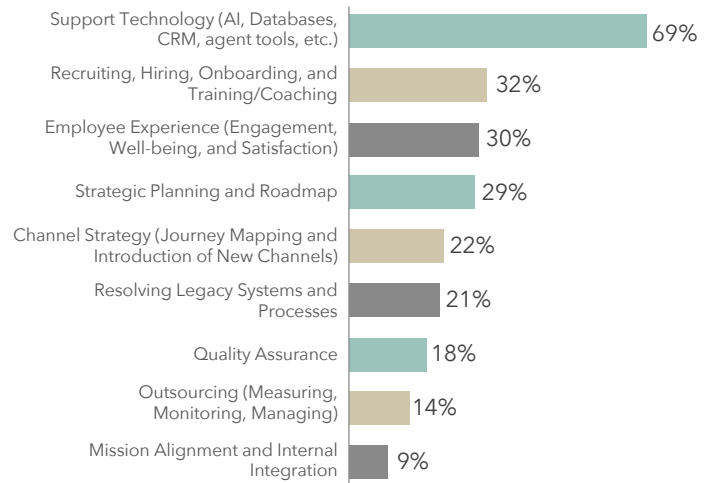 Support Technology (AI, Databases,
CRM, agent tools, etc.)
69%
Recruiting, Hiring, Onboarding, and
Training/Coaching
32%
Employee Experience (Engagement,
Well-being, and Satisfaction)
30%
Strategic Planning and Roadmap
29%
Channel Strategy (Journey Mapping and
Introduction of New Channels)
22%
Resolving Legacy Systems and
Processes
21%
Quality Assurance
18%
Outsourcing (Measuring,
Monitoring, Managing)
14%
Mission Alignment and Internal
Integration
9%